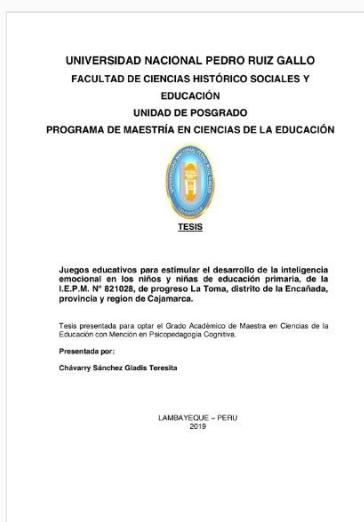 UNIVERSIDAD NACIONAL PEDRO RUIZ GALLO
FACULTAD DE CIENCIAS HISTÓRICO SOCIALES Y
EDUCACIÓN
UNIDAD DE POSGRADO
PROGRAMA DE MAESTRÍA EN CIENCIAS DE LA EDUCACIÓN
TESIS
Juegos educativos para estimular el desarrollo de la inteligencia
emocional en los niños y niñas de educación primaria, de la
I.E.P.M. N° 821028, de progreso La Toma, distrito de la Encañada,
provincia y region de Cajamarca.
Tesis presentada para optar el Grado Académico de Maestra en Ciencias de la
Educación con Mención en Psicopedagogía Cognitiva.
Presentada por:
Chávarry Sánchez Gladis Teresita
LAMBAYEQUE – PERU
2019